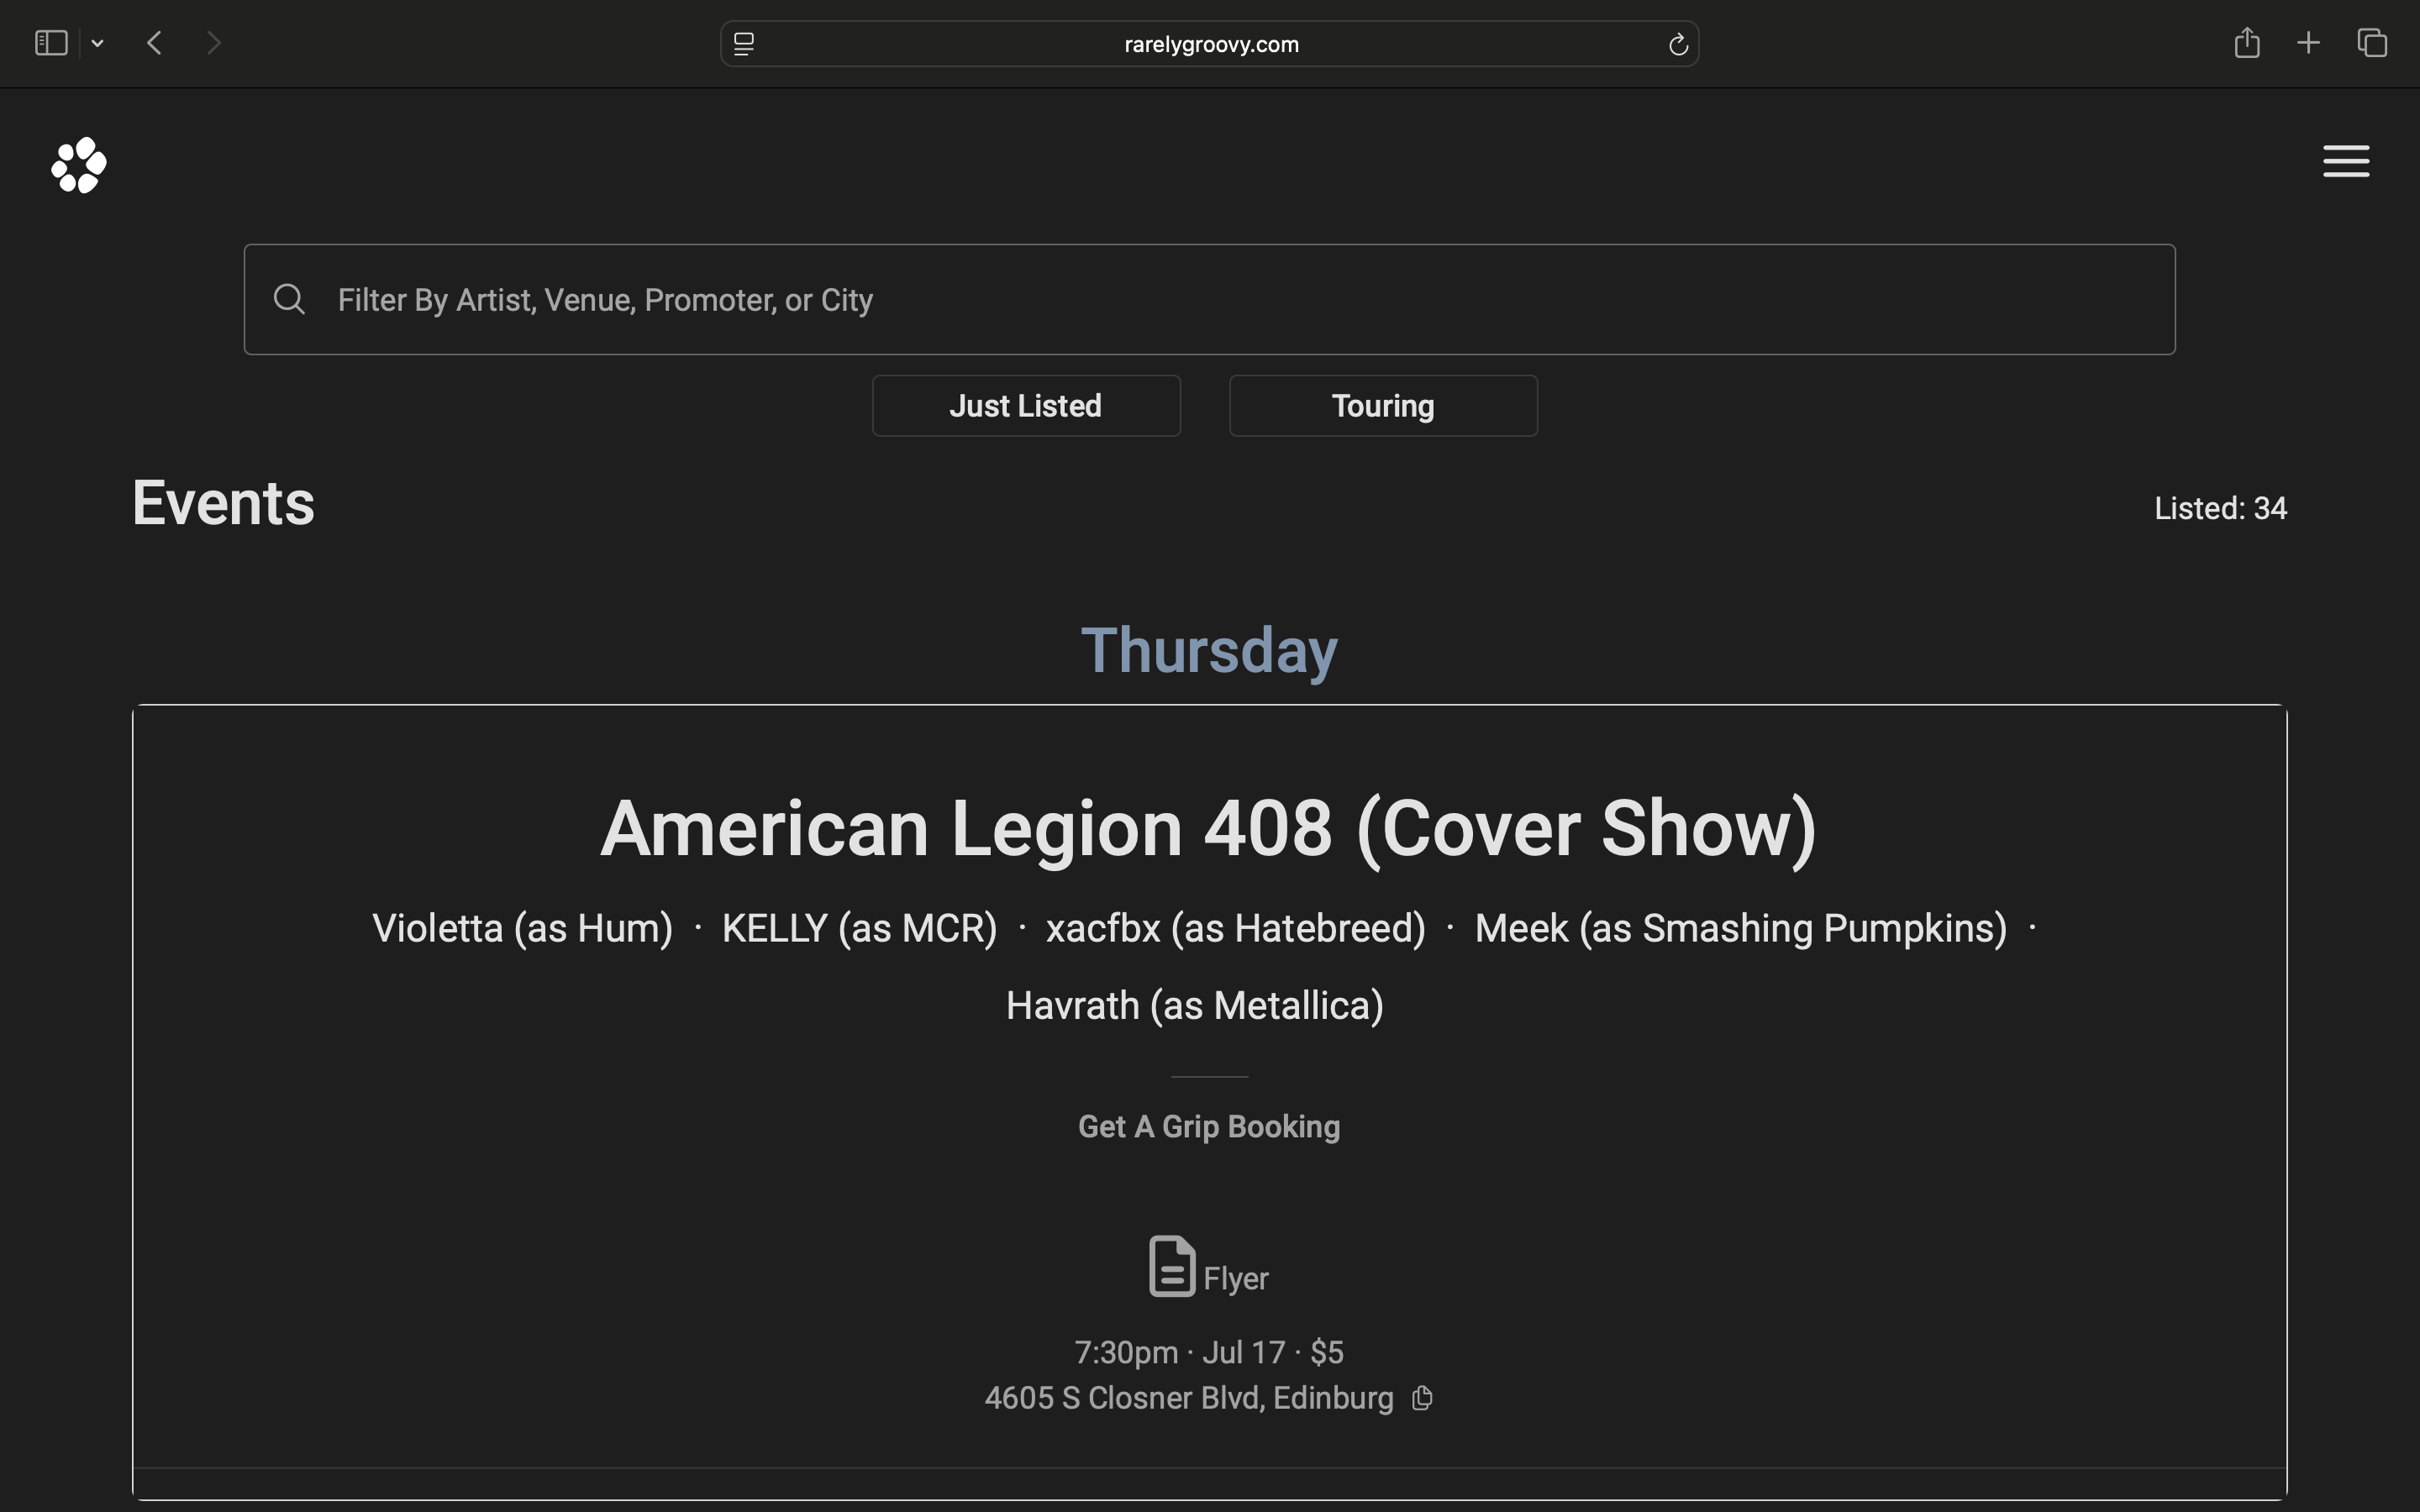 rarelygroovy.com
Filter By Artist, Venue, Promoter, or City
Just Listed
Touring
Events
Listed: 34
Thursday
American Legion 408 (Cover Show)
Violetta (as Hum) · KELLY (as MCR) · xacfbx (as Hatebreed) · Meek (as Smashing Pumpkins) ·
Havrath (as Metallica)
Get A Grip Booking
Flyer
7:30pm · Jul 17 · $5
4605 S Closner Blvd, Edinburg